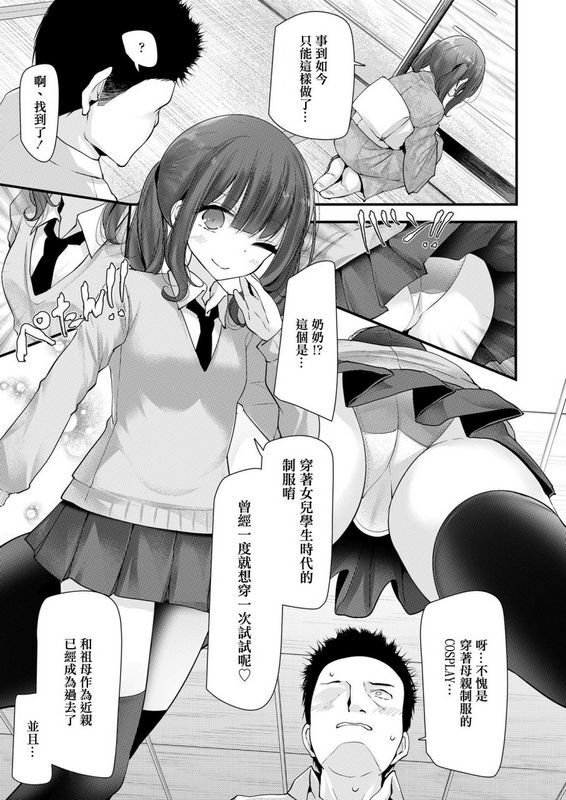 事到如今
只能這樣做了…
?
啊、找到了!
ぺたん!!
奶奶!?
這個是…
穿著女兒學生時代的
制服唷
曾經一度就想穿一次試試呢♡
呀…不愧是
穿著母親制服的
COSPLAY…
和祖母作為近親
已經成為過去了
並且…